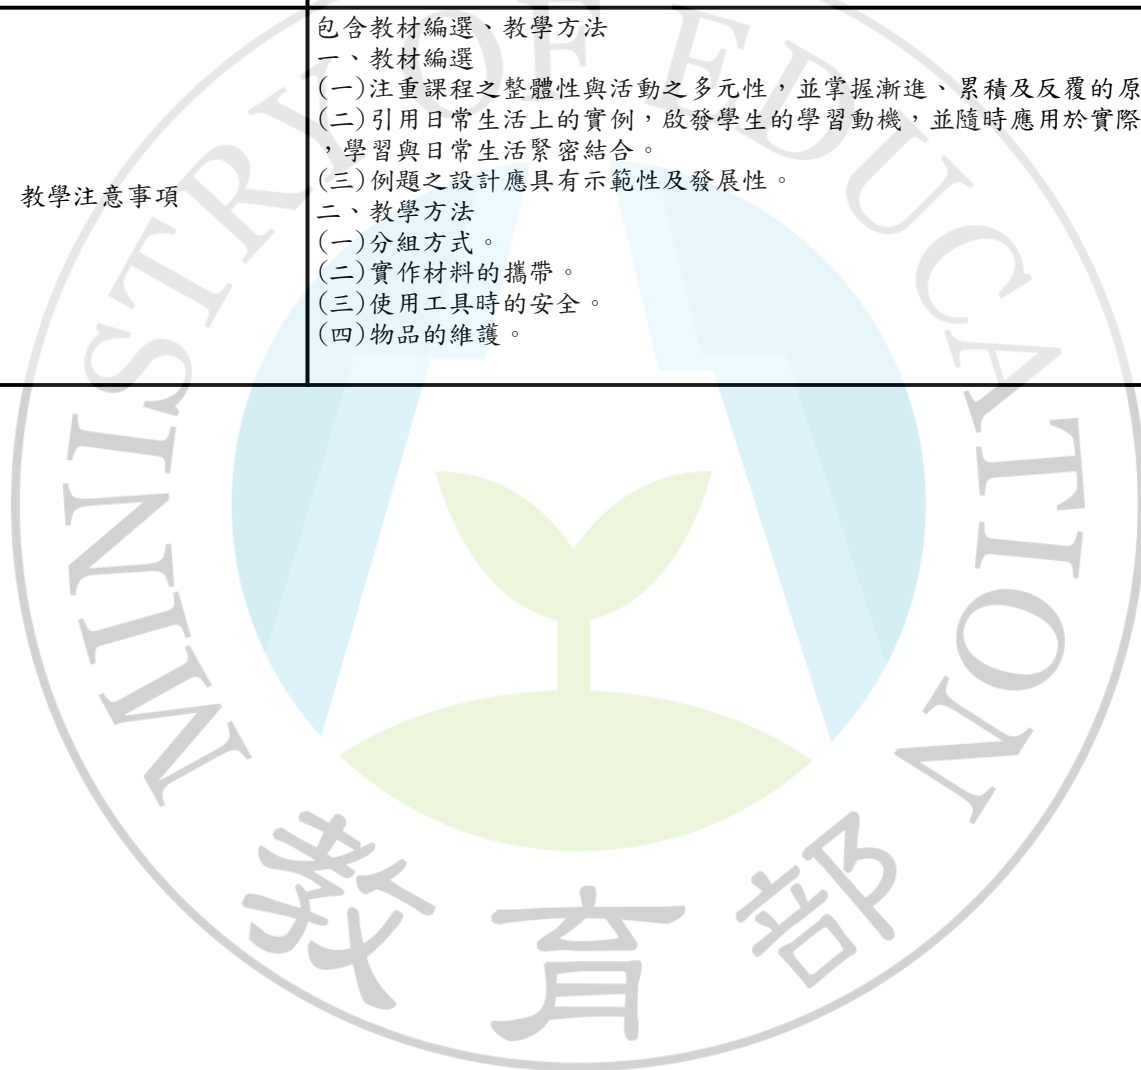 包含教材編選、教學方法
一、教材編選
(一)注重課程之整體性與活動之多元性，並掌握漸進、累積及反覆的原
(二)引用日常生活上的實例，啟發學生的學習動機，並隨時應用於實際
，學習與日常生活緊密結合。
(三)例題之設計應具有示範性及發展性。
教學注意事項
二、教學方法
(一)分組方式。
(二)實作材料的攜帶。
(三)使用工具時的安全。
(四)物品的維護。
MINISTRY OF EDUCATION
教育部